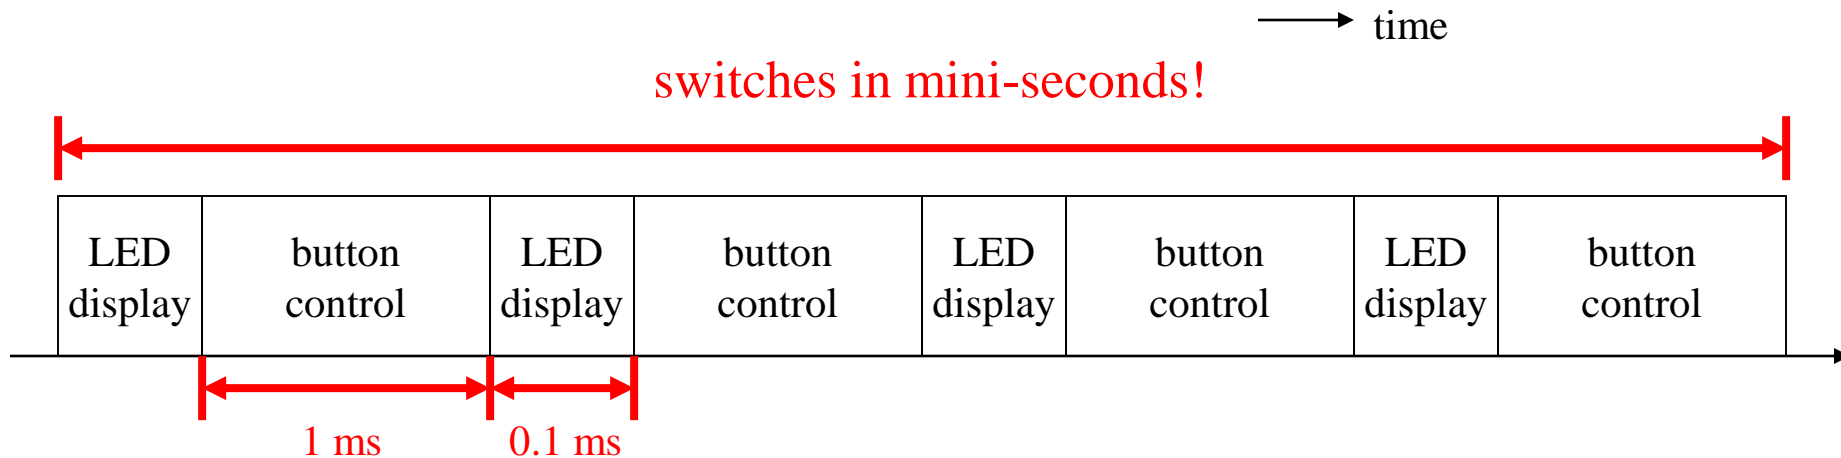 time
switches in mini-seconds!
LED
display
button
control
LED
display
button
control
LED
display
button
control
LED
display
button
control
1 ms
0.1 ms